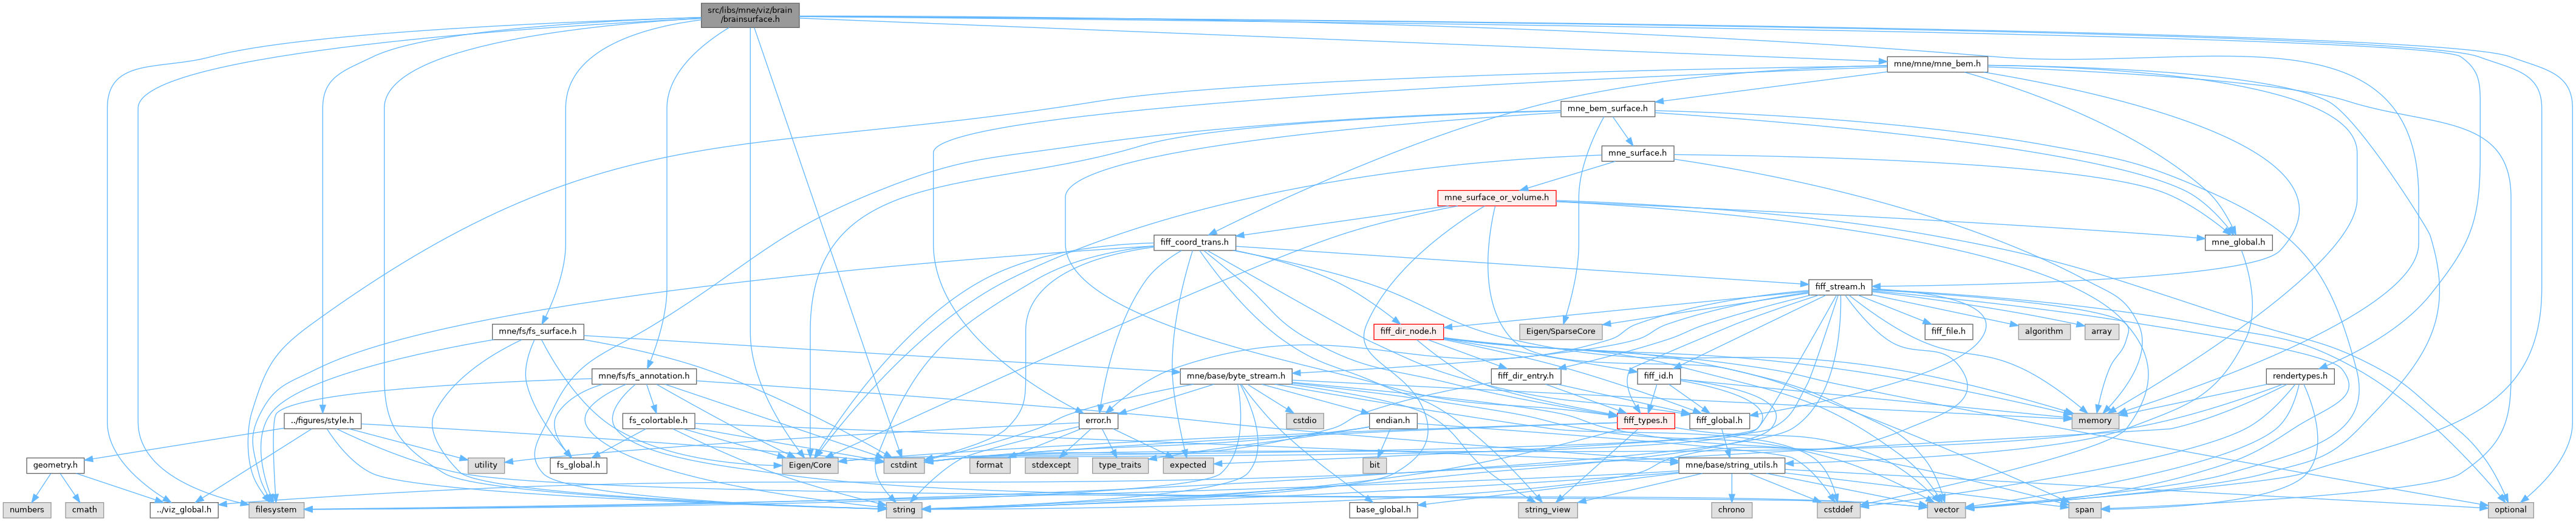 src/libs/mne/viz/brain
/brainsurface.h
mne/mne/mne_bem.h
mne_bem_surface.h
mne_surface.h
mne_surface_or_volume.h
fiff_coord_trans.h
mne_global.h
fiff_stream.h
mne/fs/fs_surface.h
Eigen/SparseCore
fiff_dir_node.h
fiff_file.h
algorithm
array
mne/fs/fs_annotation.h
mne/base/byte_stream.h
fiff_dir_entry.h
fiff_id.h
rendertypes.h
../figures/style.h
fs_colortable.h
error.h
cstdio
endian.h
fiff_types.h
fiff_global.h
memory
geometry.h
utility
fs_global.h
Eigen/Core
cstdint
format
stdexcept
type_traits
expected
bit
mne/base/string_utils.h
numbers
cmath
../viz_global.h
filesystem
string
base_global.h
string_view
chrono
cstddef
vector
span
optional